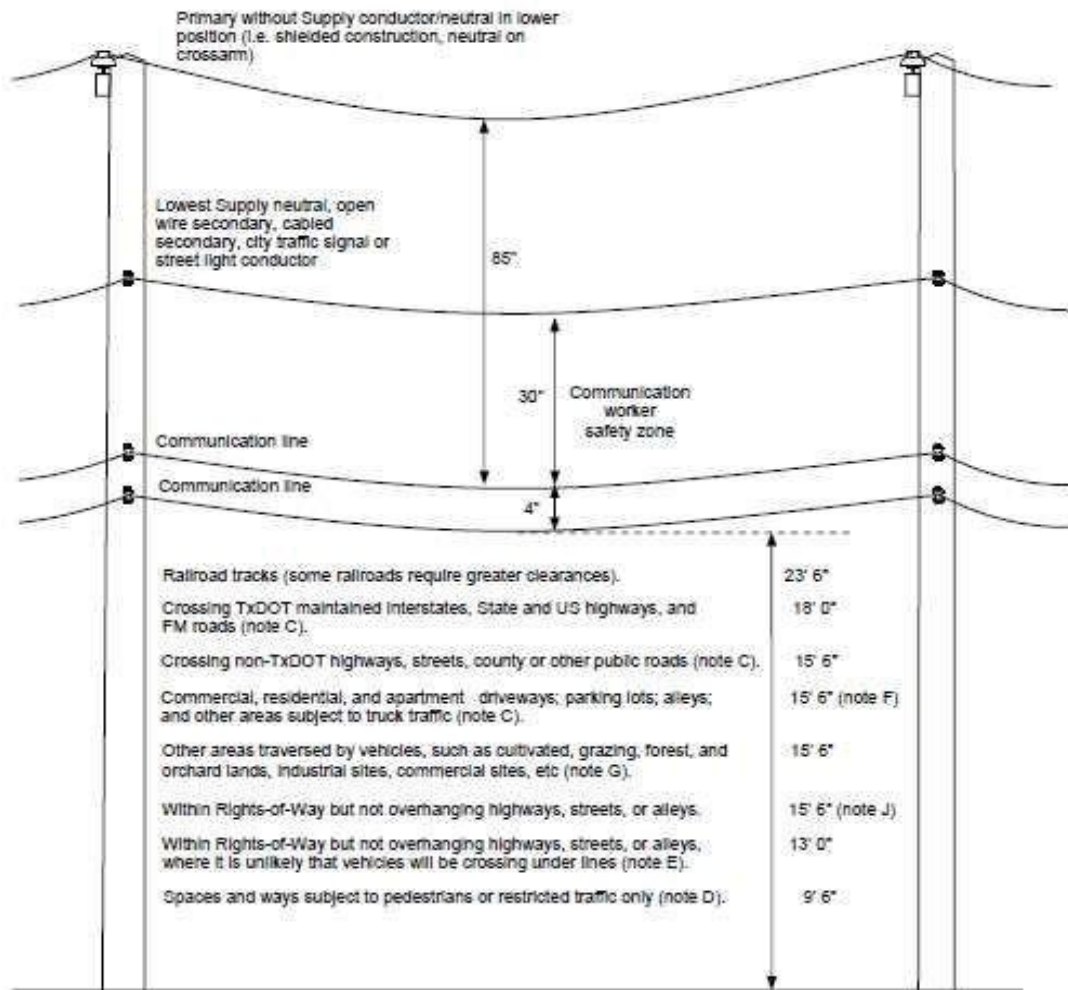 Primary without Supply conductor/neutral in lower
position (i.e. shielded construction, neutral on
crossarm)
Lowest Supply neutral, open
wire secondary, cabled
secondary, city traffic signal or
street light conductor
85"
30"
Communication
worker
safety zone
Communication line
Communication line
4"
Railroad tracks (some railroads require greater clearances).
23' 6"
Crossing TxDOT maintained interstates, State and US highways, and
FM roads (note C).
18' 0"
Crossing non-TxDOT highways, streets, county or other public roads (note C).
15' 6"
Commercial, residential, and apartment driveways; parking lots; alleys;
and other areas subject to truck traffic (note C).
15' 6" (note F)
Other areas traversed by vehicles, such as cultivated, grazing, forest, and
orchard lands, industrial sites, commercial sites, etc (note G).
15' 6"
Within Rights-of-Way but not overhanging highways, streets, or alleys.
15' 6" (note J)
Within Rights-of-Way but not overhanging highways, streets, or alleys,
where it is unlikely that vehicles will be crossing under lines (note E).
13' 0"
Spaces and ways subject to pedestrians or restricted traffic only (note D).
9' 6"